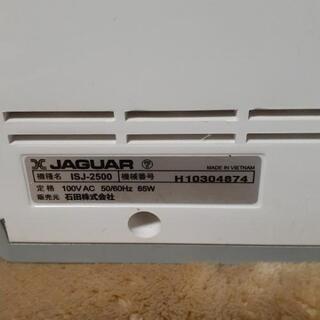 JAGUAR MADE IN VIETNAM
機種名 ISJ-2500 機械番号 H10304874
定格 100V AC 50/60Hz 65W
販売元 石田株式会社